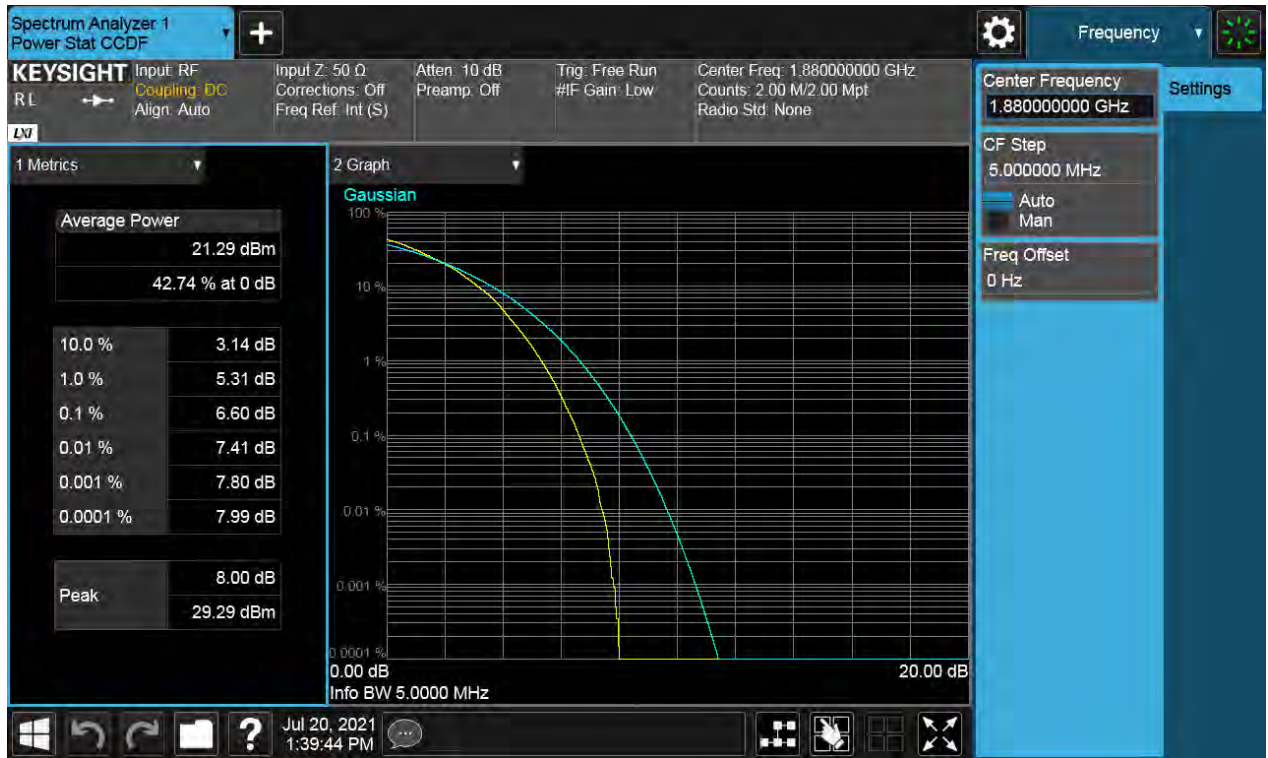 Spectrum Analyzer 1
Power Stat CCDF
Frequency
KEYSIGHT
RL
LXI
Input: RF
Coupling: DC
Align: Auto
Input Z: 50 Ω
Corrections: Off
Freq Ref: Int (S)
Atten: 10 dB
Preamp: Off
Trig: Free Run
#IF Gain: Low
Center Freq: 1.880000000 GHz
Counts: 2.00 M/2.00 Mpt
Radio Std: None
Center Frequency
1.880000000 GHz
Settings
CF Step
5.000000 MHz
Auto
Man
Freq Offset
0 Hz
1 Metrics
Average Power
21.29 dBm
42.74 % at 0 dB
10.0 % 3.14 dB
1.0 % 5.31 dB
0.1 % 6.60 dB
0.01 % 7.41 dB
0.001 % 7.80 dB
0.0001 % 7.99 dB
Peak
8.00 dB
29.29 dBm
2 Graph
Gaussian
100 %
10 %
1 %
0.1 %
0.01 %
0.001 %
0.0001 %
0.00 dB 20.00 dB
Info BW 5.0000 MHz
?
Jul 20, 2021
1:39:44 PM